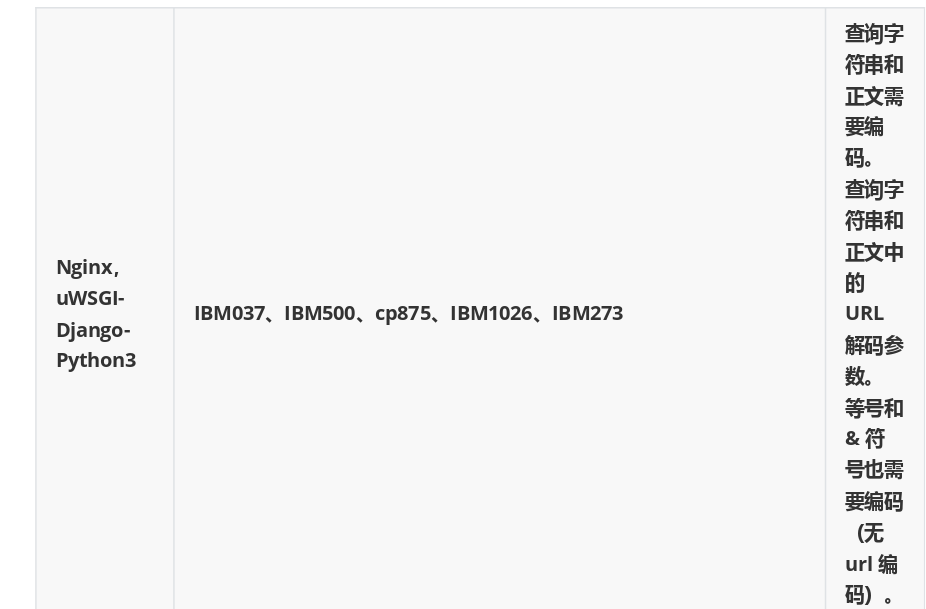 Nginx,
uWSGI-
Django-
Python3
IBM037、IBM500、cp875、IBM1026、IBM273
查询字
符串和
正文需
要编
码。
查询字
符串和
正文中
的
URL
解码参
数。
等号和
& 符
号也需
要编码
（无
url 编
码）。